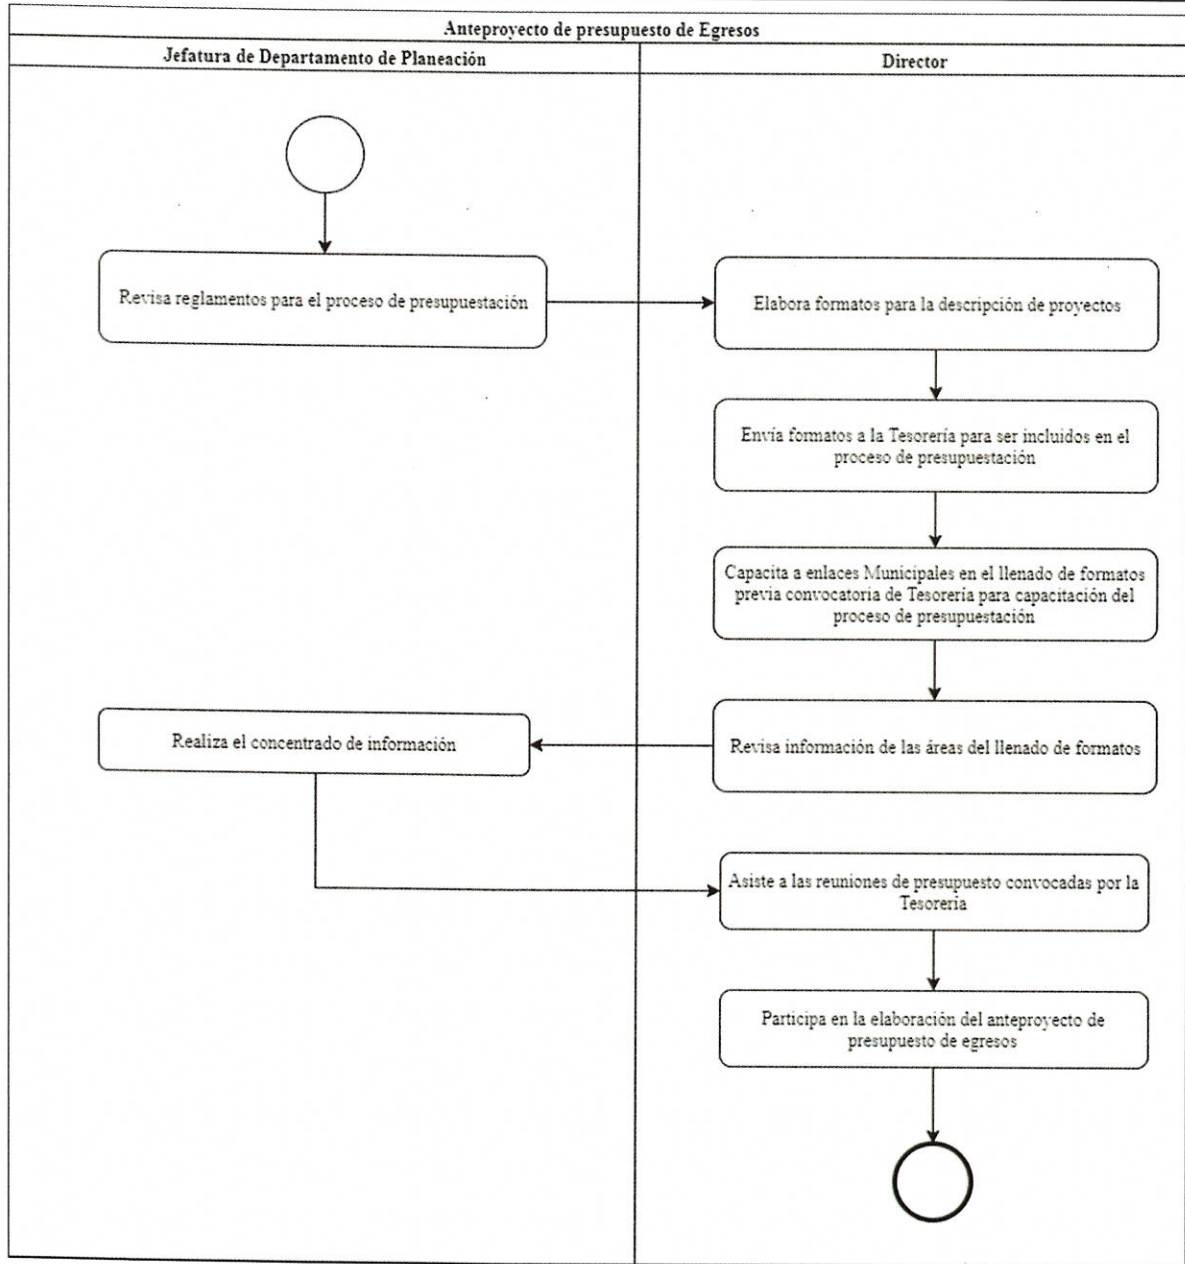 Anteproyecto de presupuesto de Egresos
Jefatura de Departamento de Planeación
Director
Revisa reglamentos para el proceso de presupuestación
Elabora formatos para la descripción de proyectos
Envía formatos a la Tesorería para ser incluidos en el
proceso de presupuestación
Capacita a enlaces Municipales en el llenado de formatos
previa convocatoria de Tesorería para capacitación del
proceso de presupuestación
Revisa información de las áreas del llenado de formatos
Realiza el concentrado de información
Asiste a las reuniones de presupuesto convocadas por la
Tesorería
Participa en la elaboración del anteproyecto de
presupuesto de egresos